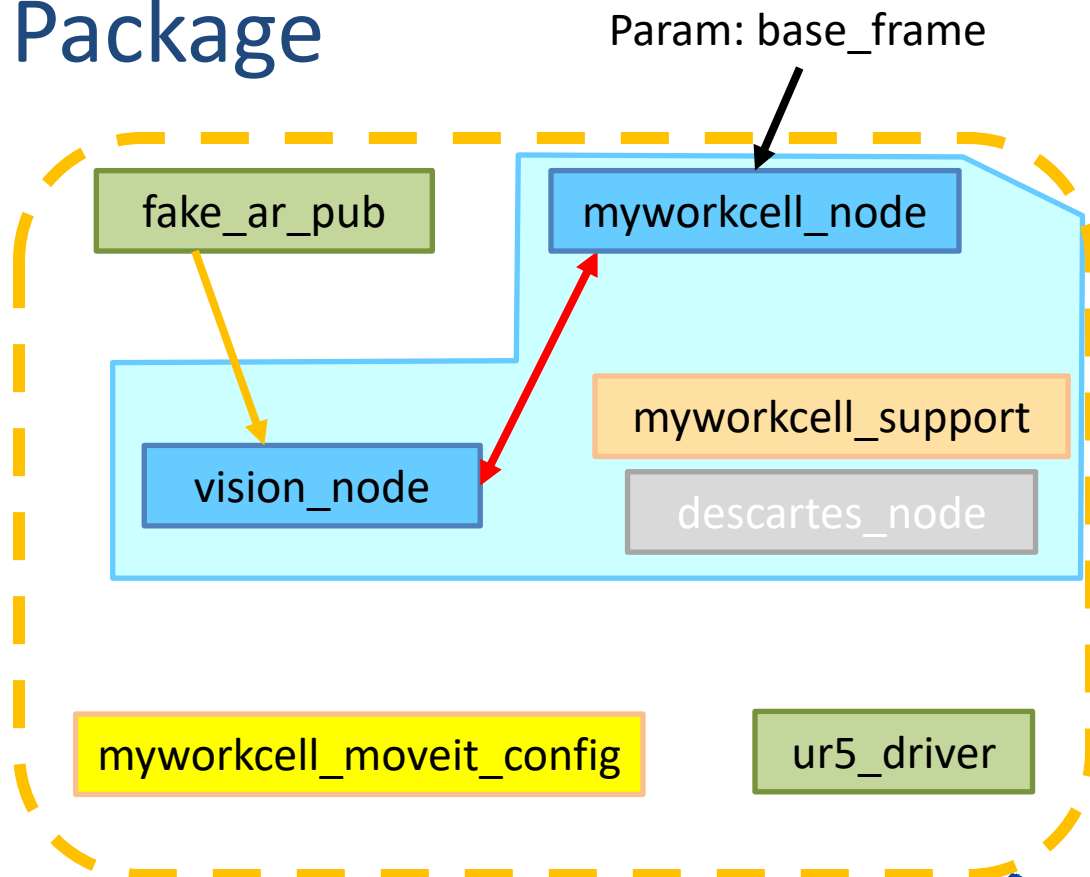 Package
Param: base_frame
fake_ar_pub
myworkcell_node
myworkcell_support
vision_node
descartes_node
myworkcell_moveit_config
ur5_driver